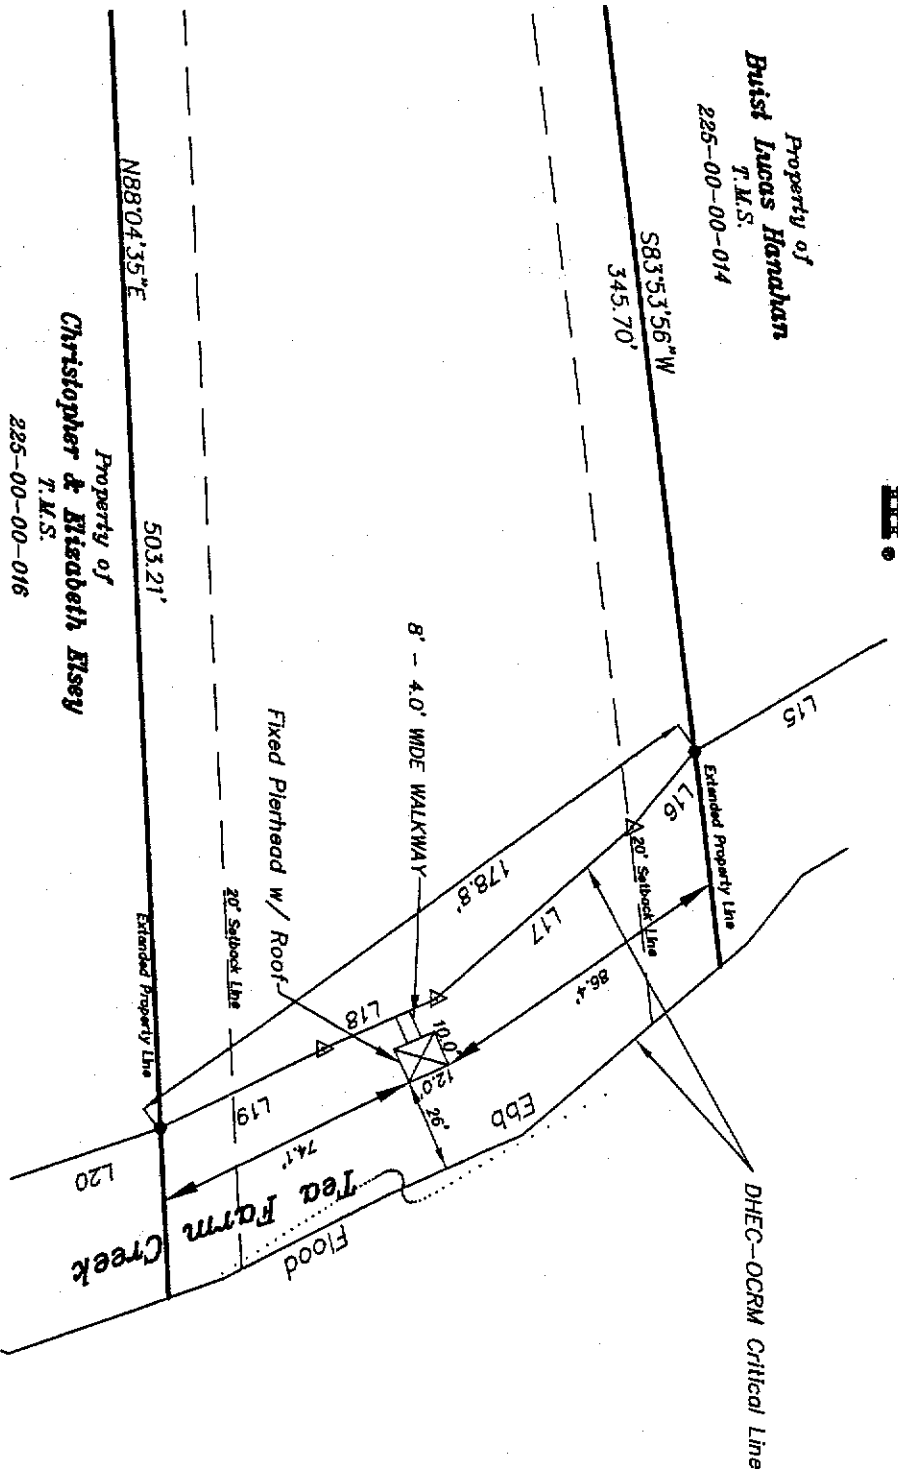 Property of
Buist Lucas Hanahan
T.M.S.
225-00-00-014
S83°53'56"W
345.70'
L15
Extended Property Line
L16
20' Setback Line
178.8'
L17
86.4'
8' - 4.0' WIDE WALKWAY
Fixed Pierhead w/ Roof
L18
10.0'
12.0'
26'
Ebb
DHEC-OCRM Critical Line
20' Setback Line
L19
74.1'
Tea Farm Creek
Flood
Extended Property Line
L20
N88°04'35"E
503.21'
Property of
Christopher & Elizabeth Elsey
T.M.S.
225-00-00-016